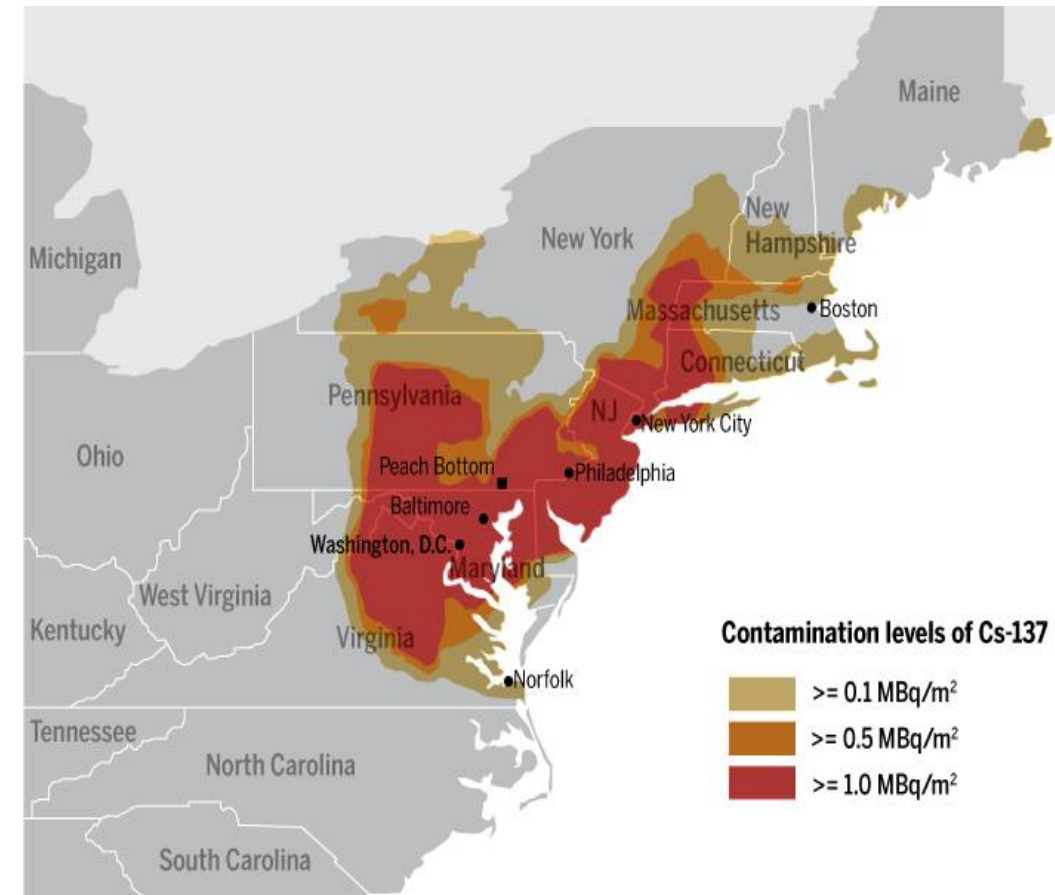 Maine
New
Hampshire
New York
Michigan
Massachusetts
Boston
Connecticut
Pennsylvania
NJ
New York City
Ohio
Peach Bottom
Philadelphia
Baltimore
Washington, D.C.
Maryland
West Virginia
Kentucky
Virginia
Norfolk
Tennessee
North Carolina
South Carolina
Contamination levels of Cs-137
>= 0.1 MBq/m²
>= 0.5 MBq/m²
>= 1.0 MBq/m²